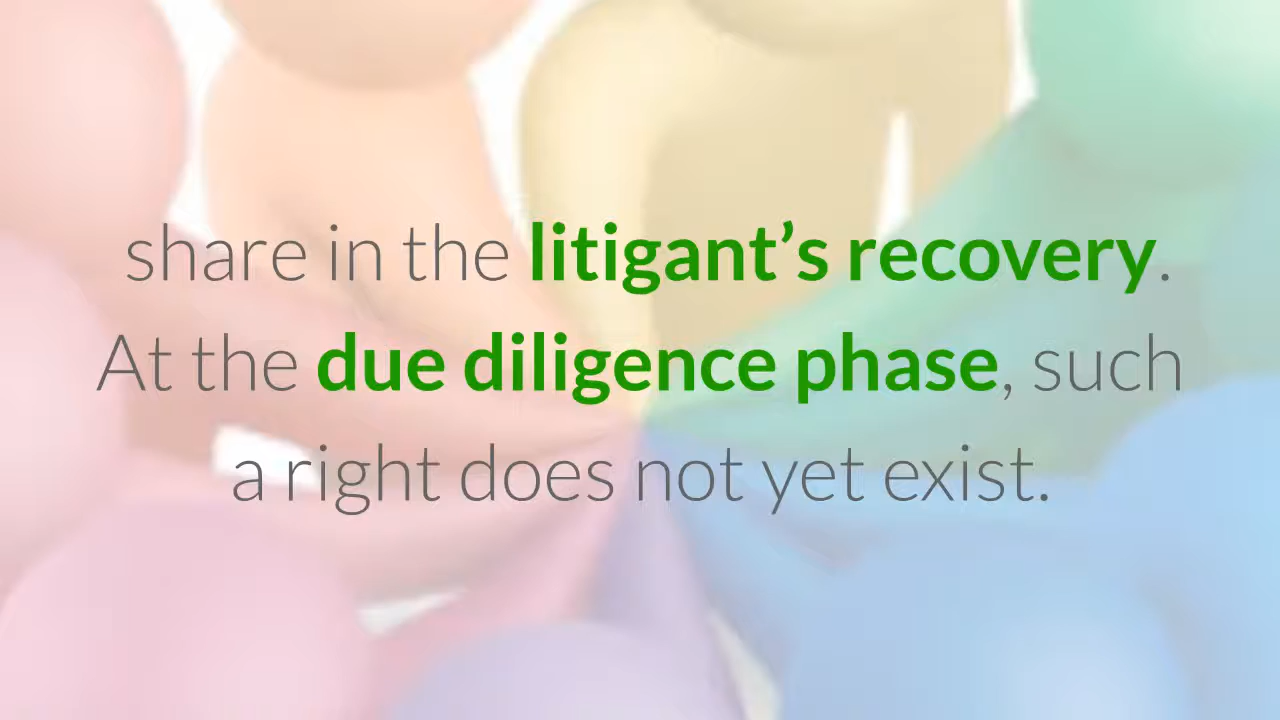 share in the litigant’s recovery.
At the due diligence phase, such
a right does not yet exist.